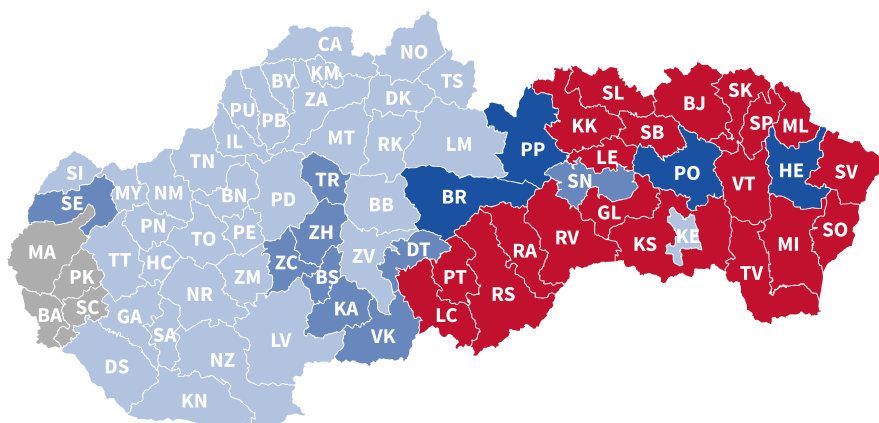 CA
NO
BY
KM
TS
ZA
DK
PU
PB
IL
MT
RK
LM
TN
SI
MY
NM
BN
PD
TR
BB
SE
PN
TO
PE
ZH
MA
TT
HC
ZC
ZV
DT
PK
ZM
BS
NR
KA
BA
SC
GA
SA
LV
VK
DS
NZ
KN
SL
BJ
SK
KK
SB
SP
ML
PP
LE
SN
PO
VT
HE
SV
BR
GL
RV
RA
KS
KE
MI
SO
PT
RS
LC
TV